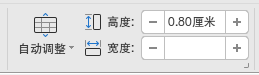 高度: − 0.80厘米 +
自动调整 宽度: − +